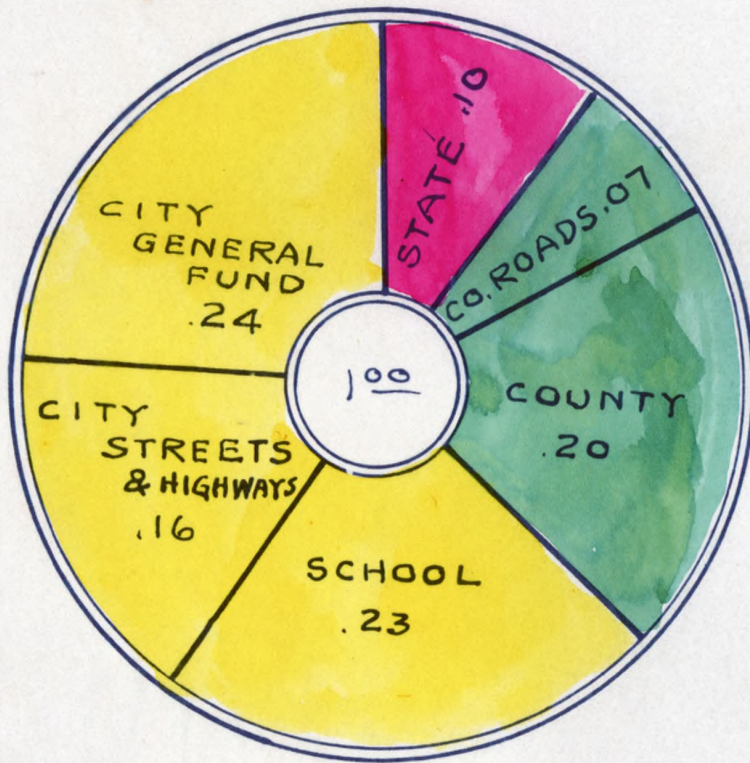 STATE .10
CO. ROADS .07
COUNTY
.20
SCHOOL
.23
CITY
STREETS
& HIGHWAYS
.16
CITY
GENERAL
FUND
.24
1 00